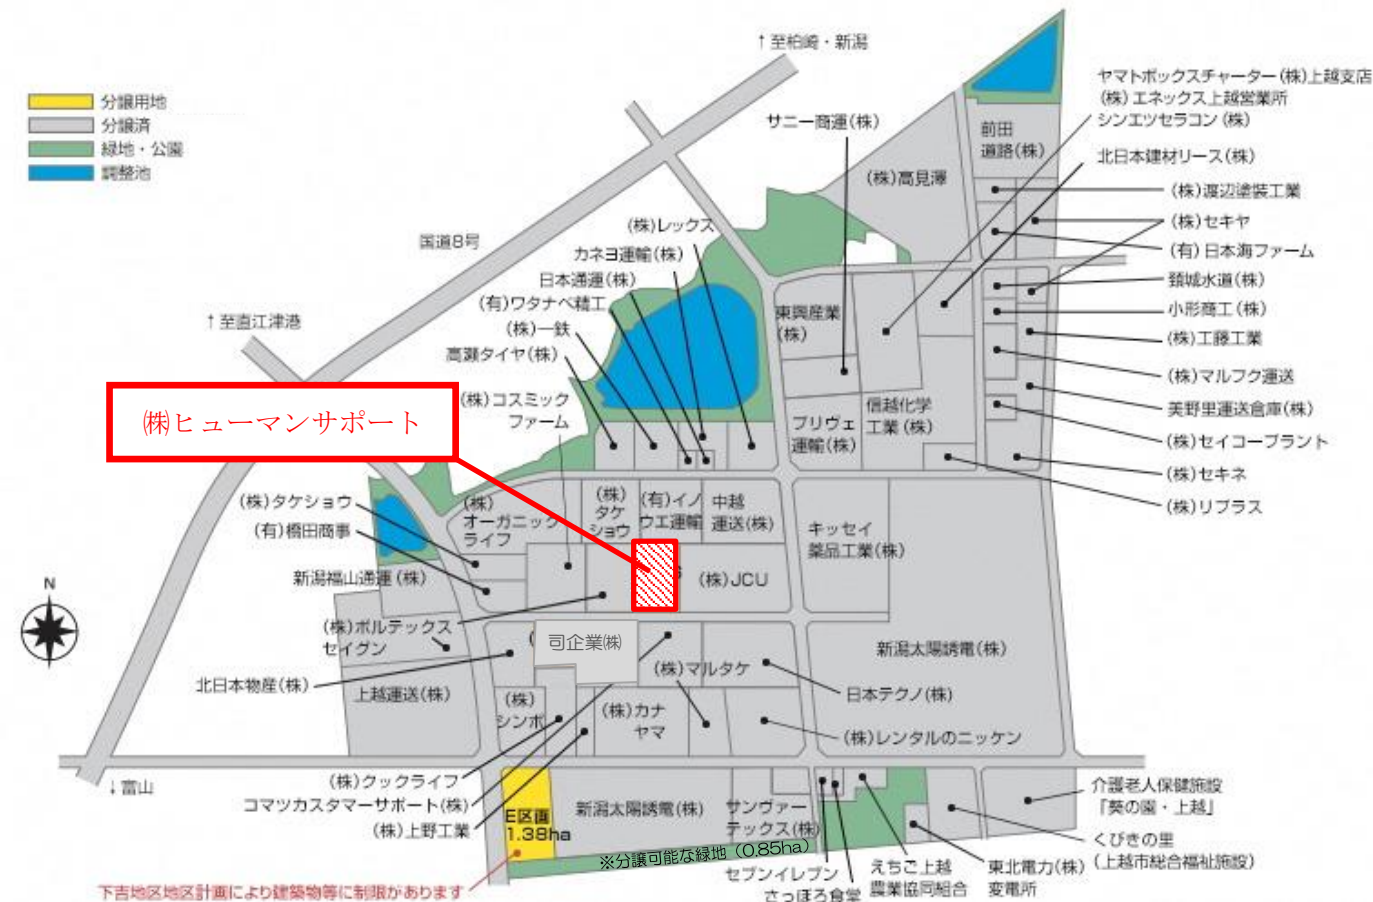 ↑至柏崎・新潟
分譲用地
分譲済
緑地・公園
調整池
ヤマトボックスチャーター(株)上越支店
(株)エネックス上越営業所
シンエツセラコン(株)
サニー商運(株)
前田
道路(株)
北日本建材リース(株)
(株)高見澤
(株)渡辺塗装工業
(株)セキヤ
(有)日本海ファーム
国道8号
(株)レックス
カネヨ運輸(株)
日本通運(株)
(有)ワタナベ精工
(株)一鉄
高瀬タイヤ(株)
頸城水道(株)
小形商工(株)
(株)工藤工業
(株)マルフク運送
美野里運送倉庫(株)
(株)セイコープラント
(株)セキネ
(株)リプラス
↑至直江津港
東興産業
(株)
㈱ヒューマンサポート
(株)コスミック
ファーム
プリヴェ
運輸(株)
信越化学
工業(株)
(株)タケショウ
(有)橋田商事
(株)
オーガニック
ライフ
(株)
タケ
ショウ
(有)イノ
ウエ運輸
中越
運送(株)
キッセイ
薬品工業(株)
新潟福山通運(株)
(株)JCU
N
(株)ボルテックス
セイグン
司企業㈱
(株)マルタケ
新潟太陽誘電(株)
北日本物産(株)
上越運送(株)
日本テクノ(株)
(株)
シンボ
(株)カナ
ヤマ
(株)レンタルのニッケン
↓富山
(株)クックライフ
コマツカスタマーサポート(株)
(株)上野工業
E区画
1.38ha
新潟太陽誘電(株)
サンヴァー
テックス(株)
介護老人保健施設
「葵の園・上越」
くびきの里
(上越市総合福祉施設)
※分譲可能な緑地(0.85ha)
セブンイレブン
さっぽろ食堂
えちご上越
農業協同組合
東北電力(株)
変電所
下吉地区地区計画により建築物等に制限があります